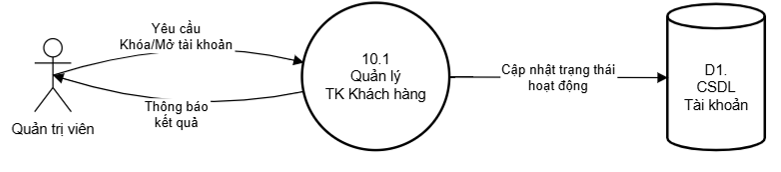 Yêu cầu
Khóa/Mở tài khoản
Thông báo
kết quả
Quản trị viên
10.1
Quản lý
TK Khách hàng
Cập nhật trạng thái
hoạt động
D1.
CSDL
Tài khoản